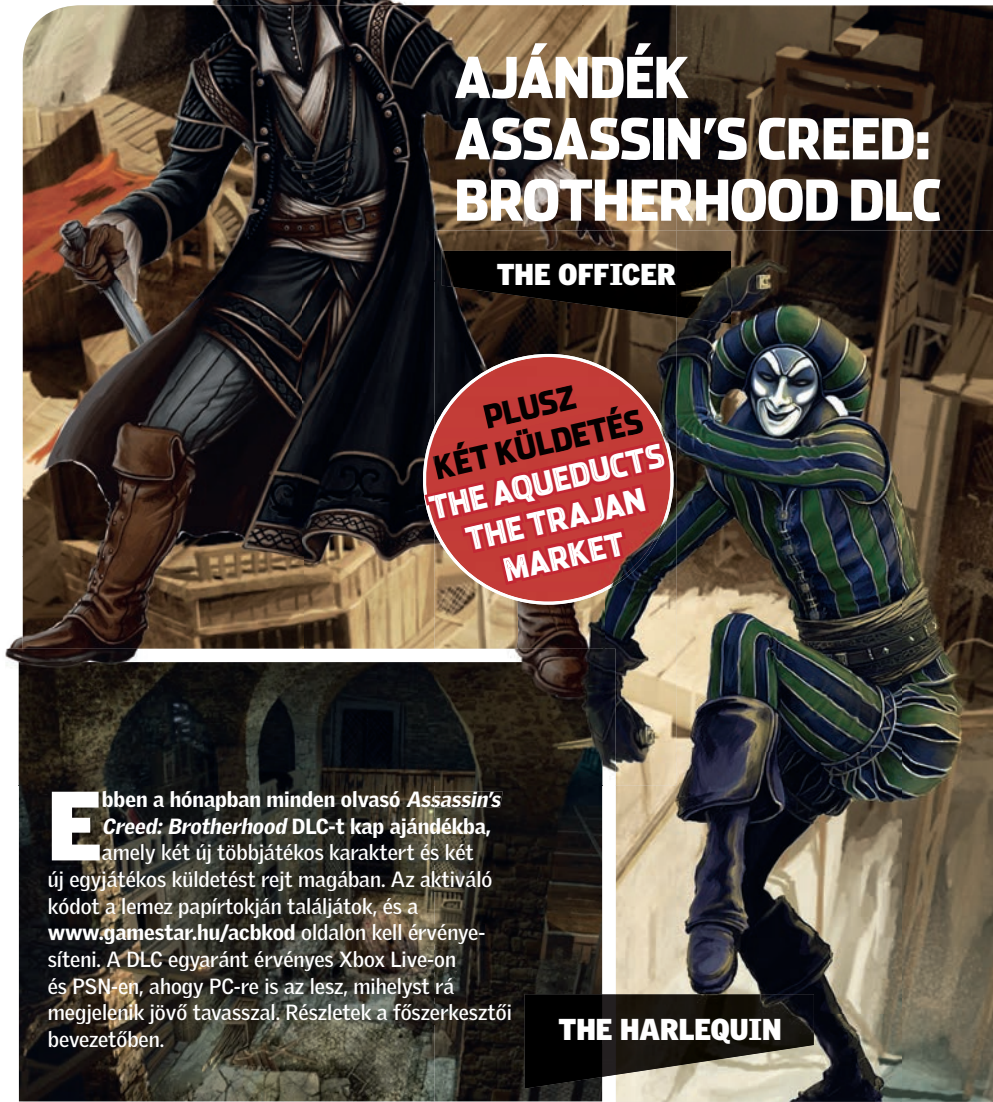 AJÁNDÉK
ASSASSIN'S CREED:
BROTHERHOOD DLC
THE OFFICER
PLUSZ
KÉT KÜLDETÉS
THE AQUEDUCTS
THE TRAJAN
MARKET
Ebben a hónapban minden olvasó Assassin's
Creed: Brotherhood DLC-t kap ajándékba,
amely két új többjátékos karaktert és két
új egyjátékos küldetést rejt magában. Az aktiváló
kódot a lemez papírtokján találjátok, és a
www.gamestar.hu/acbkod oldalon kell érvénye-
síteni. A DLC egyaránt érvényes Xbox Live-on
és PSN-en, ahogy PC-re is az lesz, mihelyst rá
megjelenik jövő tavasszal. Részletek a főszerkesztői
bevezetőben.
THE HARLEQUIN